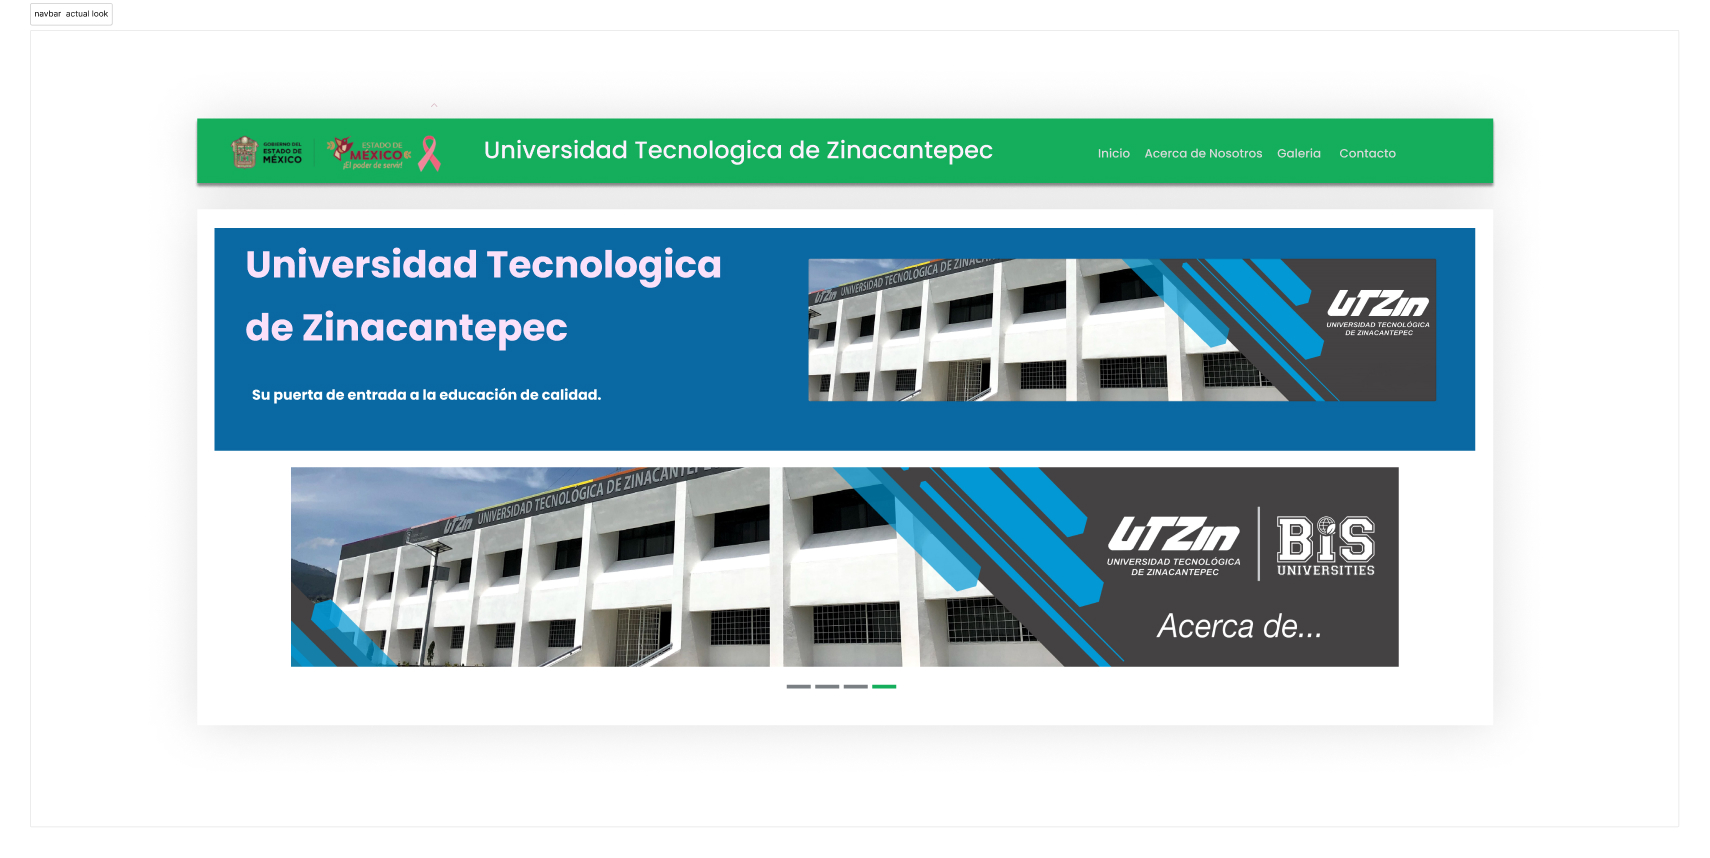 navbar actual look
GOBIERNO DEL
ESTADO DE
MÉXICO
ESTADO DE
MÉXICO
¡El poder de servir!
Universidad Tecnologica de Zinacantepec
Inicio Acerca de Nosotros Galeria Contacto
Universidad Tecnologica
de Zinacantepec
Su puerta de entrada a la educación de calidad.
UTZin UNIVERSIDAD TECNOLOGICA DE ZINACANTEPEC
UTZin
UNIVERSIDAD TECNOLÓGICA
DE ZINACANTEPEC
UTZin UNIVERSIDAD TECNOLOGICA DE ZINACANTEPEC
UTZin
UNIVERSIDAD TECNOLÓGICA
DE ZINACANTEPEC
BiS
UNIVERSITIES
Acerca de...